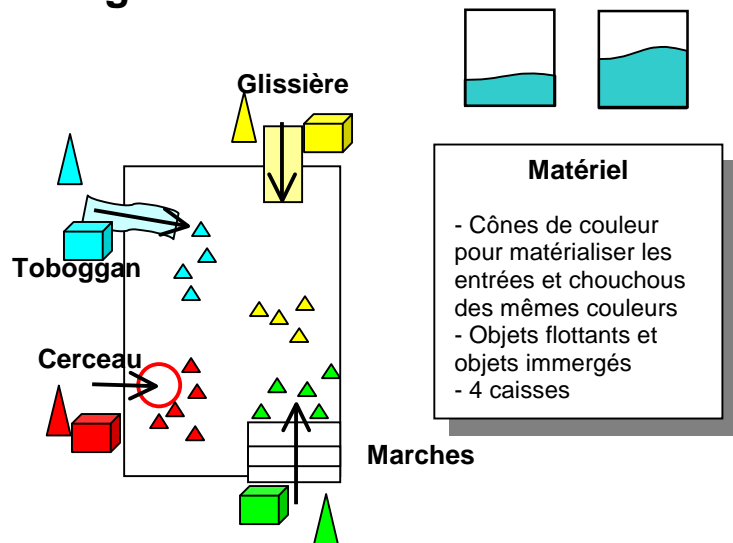 g
Glissière
Toboggan
Cerceau
Marches
Matériel
- Cônes de couleur
pour matérialiser les
entrées et chouchous
des mêmes couleurs
- Objets flottants et
objets immergés
- 4 caisses